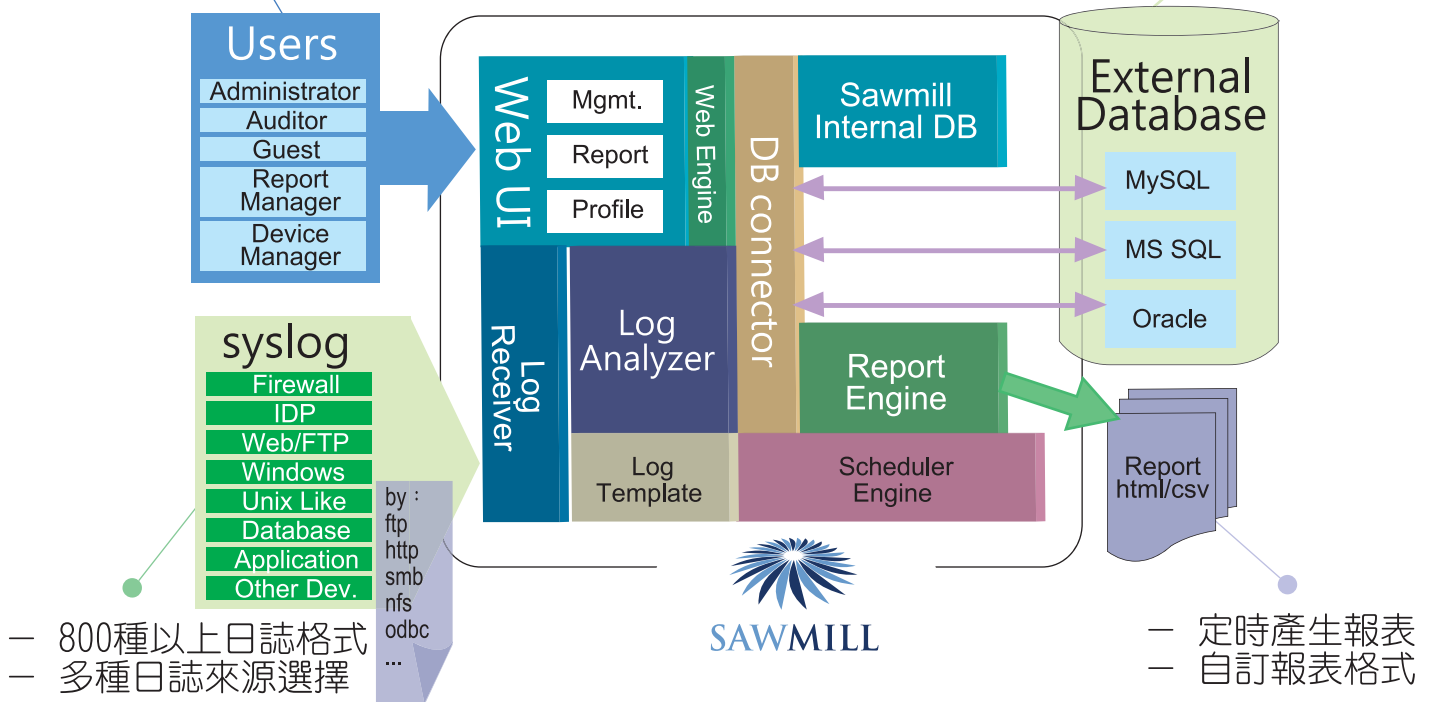 Users
Administrator
Auditor
Guest
Report
Manager
Device
Manager
syslog
Firewall
IDP
Web/FTP
Windows
Unix Like
Database
Application
Other Dev.
by :
ftp
http
smb
nfs
odbc
...
— 800種以上日誌格式
— 多種日誌來源選擇
Web UI
Mgmt.
Report
Profile
Web Engine
DB connector
Sawmill
Internal DB
Log
Receiver
Log
Analyzer
Report
Engine
Log
Template
Scheduler
Engine
SAWMILL
External
Database
MySQL
MS SQL
Oracle
Report
html/csv
— 定時產生報表
— 自訂報表格式